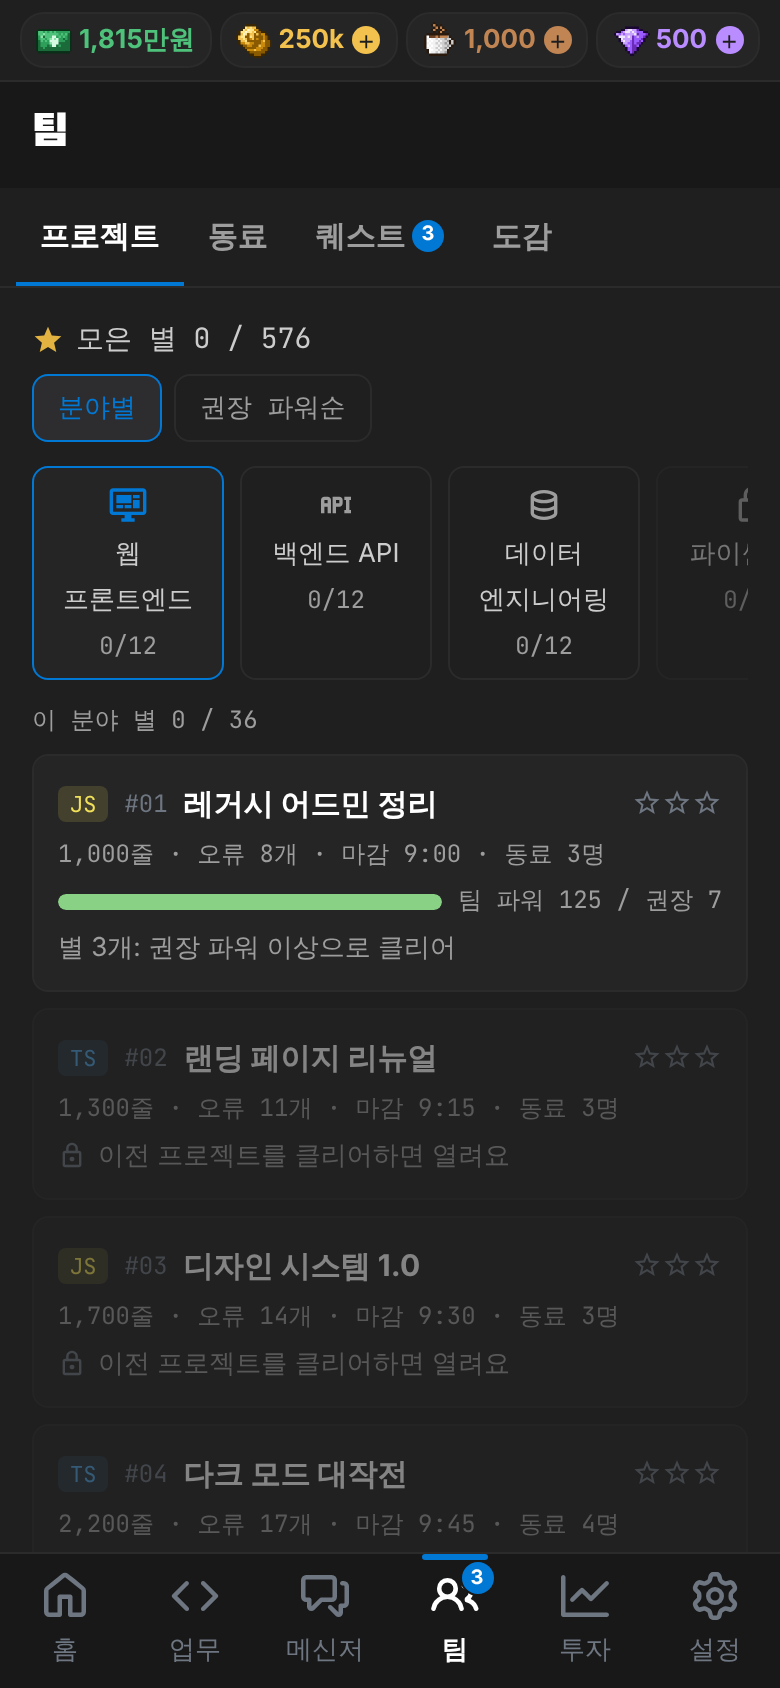 1,815만원 250k + 1,000 + 500 +
팀
프로젝트 동료 퀘스트 3 도감
모은 별 0 / 576
분야별 권장 파워순
웹
프론트엔드
0/12
API
백엔드 API
0/12
데이터
엔지니어링
0/12
이 분야 별 0 / 36
JS #01 레거시 어드민 정리
1,000줄 · 오류 8개 · 마감 9:00 · 동료 3명
팀 파워 125 / 권장 7
별 3개: 권장 파워 이상으로 클리어
TS #02 랜딩 페이지 리뉴얼
1,300줄 · 오류 11개 · 마감 9:15 · 동료 3명
이전 프로젝트를 클리어하면 열려요
JS #03 디자인 시스템 1.0
1,700줄 · 오류 14개 · 마감 9:30 · 동료 3명
이전 프로젝트를 클리어하면 열려요
TS #04 다크 모드 대작전
2,200줄 · 오류 17개 · 마감 9:45 · 동료 4명
3
홈 업무 메신저 팀 투자 설정